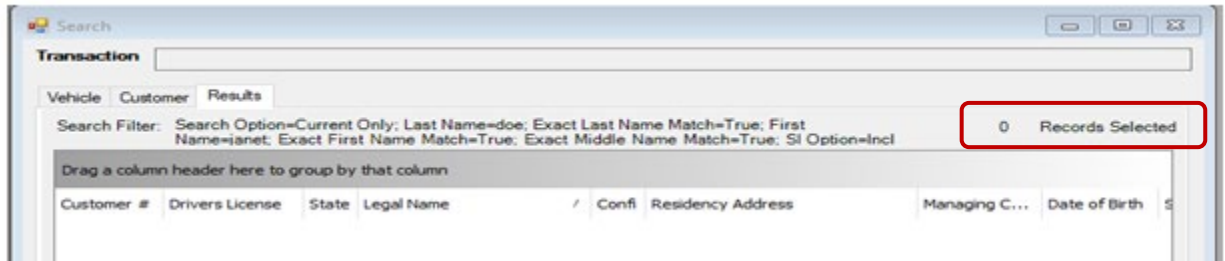 Search
Transaction
Vehicle Customer Results
Search Filter: Search Option=Current Only; Last Name=doe; Exact Last Name Match=True; First
Name=janet; Exact First Name Match=True; Exact Middle Name Match=True; SI Option=Incl
0 Records Selected
Drag a column header here to group by that column
Customer # Drivers License State Legal Name / Confi Residency Address Managing C... Date of Birth S